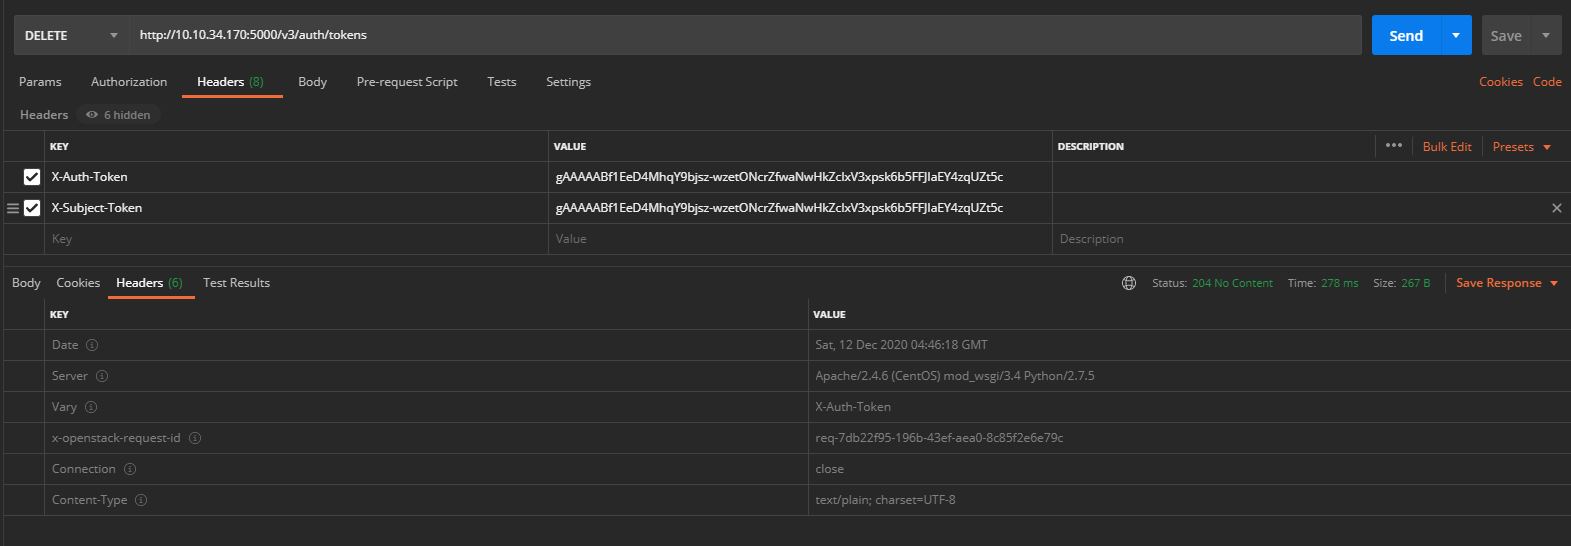 DELETE http://10.10.34.170:5000/v3/auth/tokens Send Save
Params Authorization Headers (8) Body Pre-request Script Tests Settings Cookies Code
Headers 6 hidden
KEY VALUE DESCRIPTION ••• Bulk Edit Presets
X-Auth-Token gAAAAABf1EeD4MhqY9bjsz-wzetONcrZfwaNwHkZcIxV3xpsk6b5FFJlaEY4zqUZt5c
X-Subject-Token gAAAAABf1EeD4MhqY9bjsz-wzetONcrZfwaNwHkZcIxV3xpsk6b5FFJlaEY4zqUZt5c
Key Value Description
Body Cookies Headers (6) Test Results Status: 204 No Content Time: 278 ms Size: 267 B Save Response
KEY VALUE
Date Sat, 12 Dec 2020 04:46:18 GMT
Server Apache/2.4.6 (CentOS) mod_wsgi/3.4 Python/2.7.5
Vary X-Auth-Token
x-openstack-request-id req-7db22f95-196b-43ef-aea0-8c85f2e6e79c
Connection close
Content-Type text/plain; charset=UTF-8